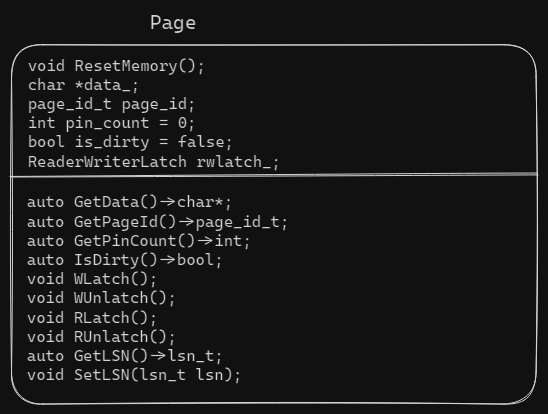 Page
void ResetMemory();
char *data_;
page_id_t page_id;
int pin_count = 0;
bool is_dirty = false;
ReaderWriterLatch rwlatch_;
auto GetData()->char*;
auto GetPageId()->page_id_t;
auto GetPinCount()->int;
auto IsDirty()->bool;
void WLatch();
void WUnlatch();
void RLatch();
void RUnlatch();
auto GetLSN()->lsn_t;
void SetLSN(lsn_t lsn);